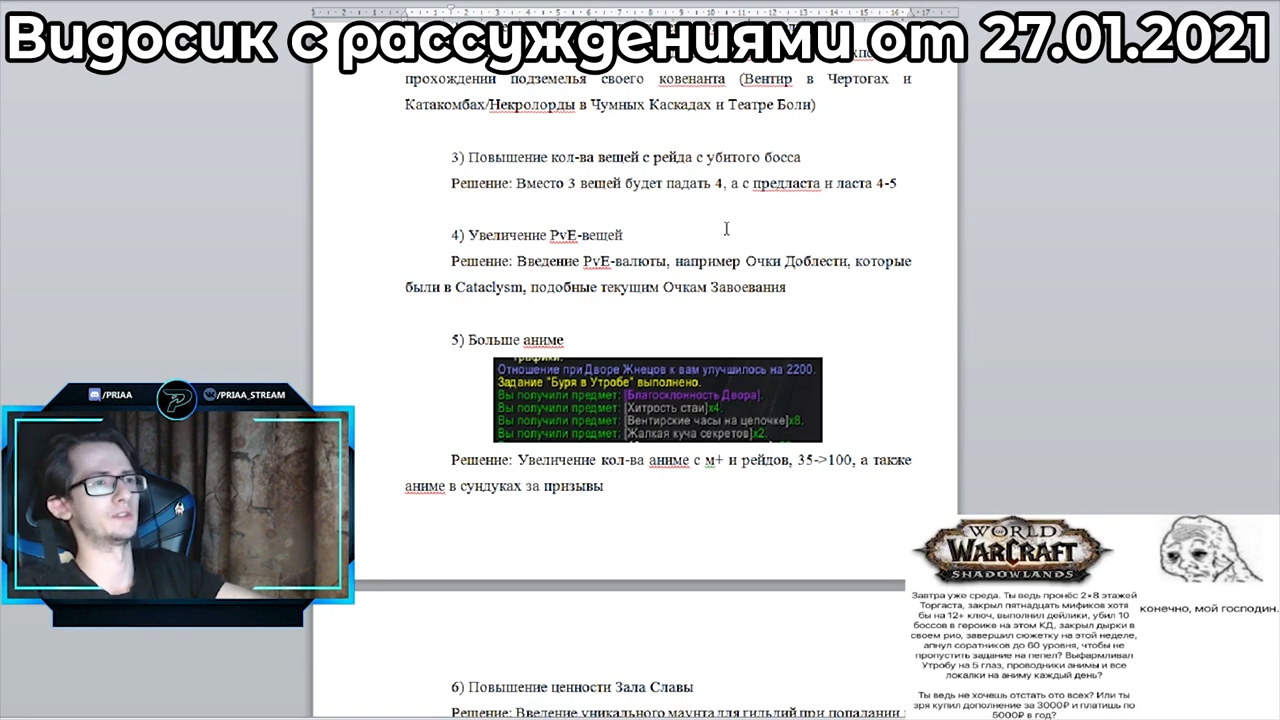 Видосик с рассуждениями от 27.01.2021
прохождении подземелья своего ковенанта (Вентир в Чертогах и
Катакомбах/Некролорды в Чумных Каскадах и Театре Боли)
3) Повышение кол-ва вещей с рейда с убитого босса
Решение: Вместо 3 вещей будет падать 4, а с предласта и ласта 4-5
4) Увеличение PvE-вещей
Решение: Введение PvE-валюты, например Очки Доблести, которые
были в Cataclysm, подобные текущим Очкам Завоевания
5) Больше аниме
графики.
Отношение при Дворе Жнецов к вам улучшилось на 2200.
Задание "Буря в Утробе" выполнено.
Вы получили предмет: [Благосклонность Двора].
Вы получили предмет: [Хитрость стаи]x4.
Вы получили предмет: [Вентирские часы на цепочке]x8.
Вы получили предмет: [Жалкая куча секретов]x2.
Решение: Увеличение кол-ва аниме с м+ и рейдов, 35->100, а также
аниме в сундуках за призывы
6) Повышение ценности Зала Славы
Решение: Введение уникального маунта для гильдий при попадании
/PRIAA
/PRIAA_STREAM
WORLD
WARCRAFT
SHADOWLANDS
Завтра уже среда. Ты ведь пронёс 2×8 этажей
Торгаста, закрыл пятнадцать мификов хотя
бы на 12+ ключ, выполнил дейлики, убил 10
боссов в героике на этом КД, закрыл дырки в
своем рио, завершил сюжетку на этой неделе,
апнул соратников до 60 уровня, чтобы не
пропустить задание на пепел? Выфармливал
Утробу на 5 глаз, проводники анимы и все
локалки на аниму каждый день?
Ты ведь не хочешь отстать ото всех? Или ты
зря купил дополнение за 3000₽ и платишь по
5000₽ в год?
конечно, мой господин.